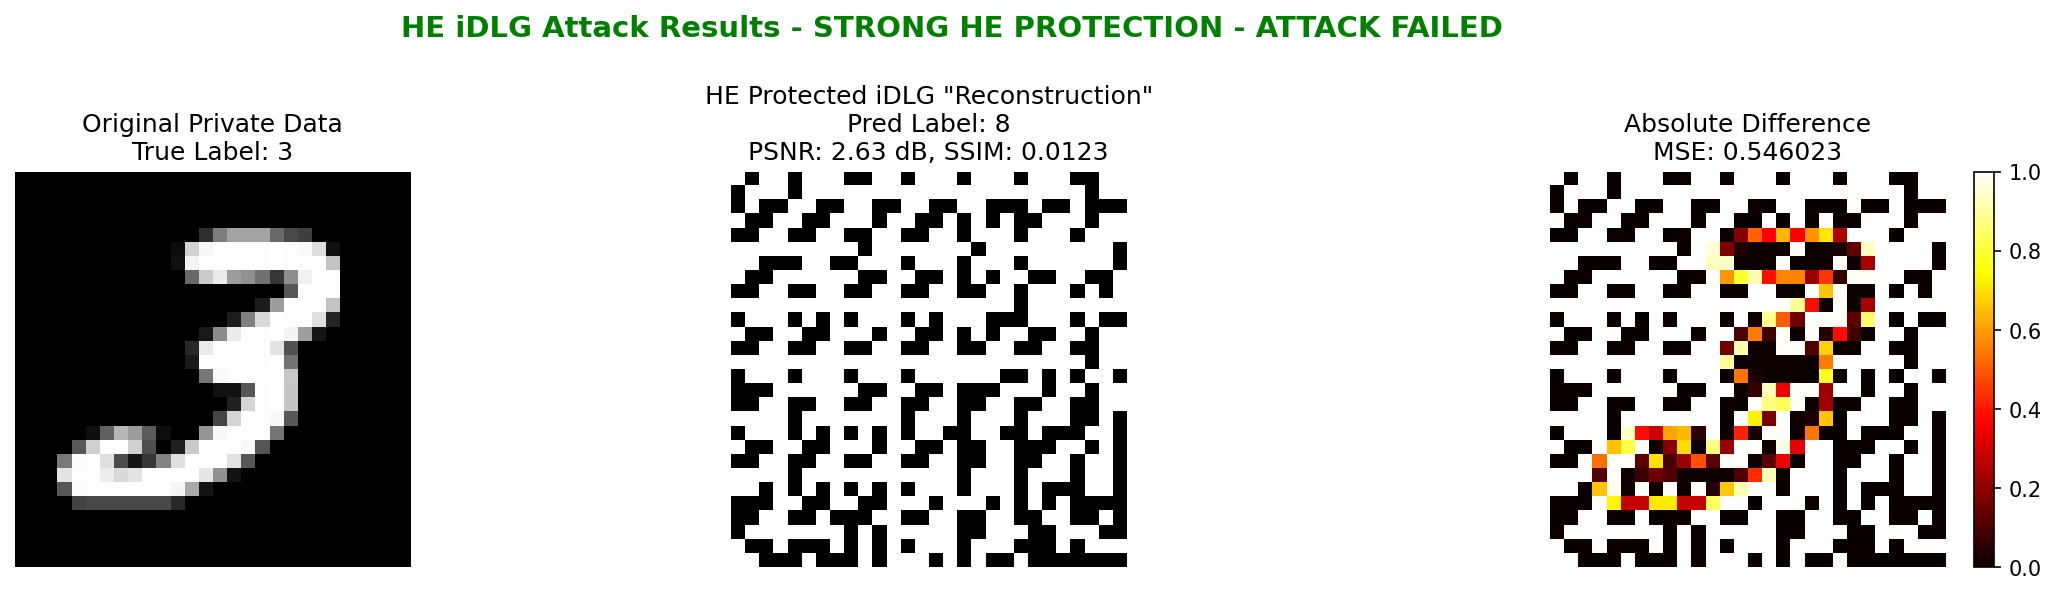 HE iDLG Attack Results - STRONG HE PROTECTION - ATTACK FAILED
Original Private Data
True Label: 3
HE Protected iDLG "Reconstruction"
Pred Label: 8
PSNR: 2.63 dB, SSIM: 0.0123
Absolute Difference
MSE: 0.546023
1.0
0.8
0.6
0.4
0.2
0.0
3